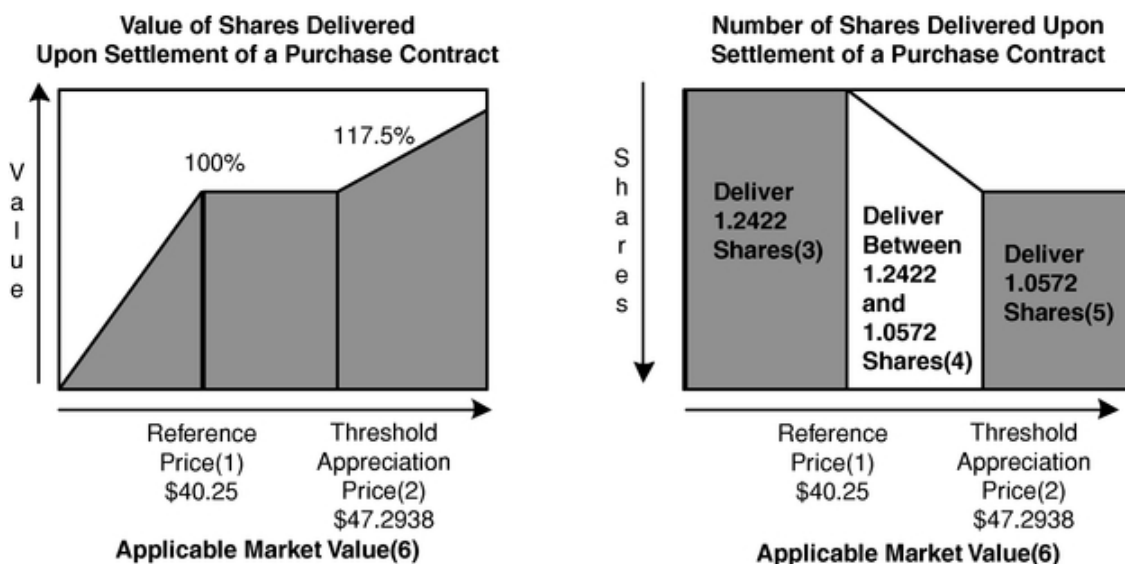 Value of Shares Delivered
Upon Settlement of a Purchase Contract
Value
100%
117.5%
Reference
Price(1)
$40.25
Threshold
Appreciation
Price(2)
$47.2938
Applicable Market Value(6)
Number of Shares Delivered Upon
Settlement of a Purchase Contract
Shares
Deliver
1.2422
Shares(3)
Deliver
Between
1.2422
and
1.0572
Shares(4)
Deliver
1.0572
Shares(5)
Reference
Price(1)
$40.25
Threshold
Appreciation
Price(2)
$47.2938
Applicable Market Value(6)